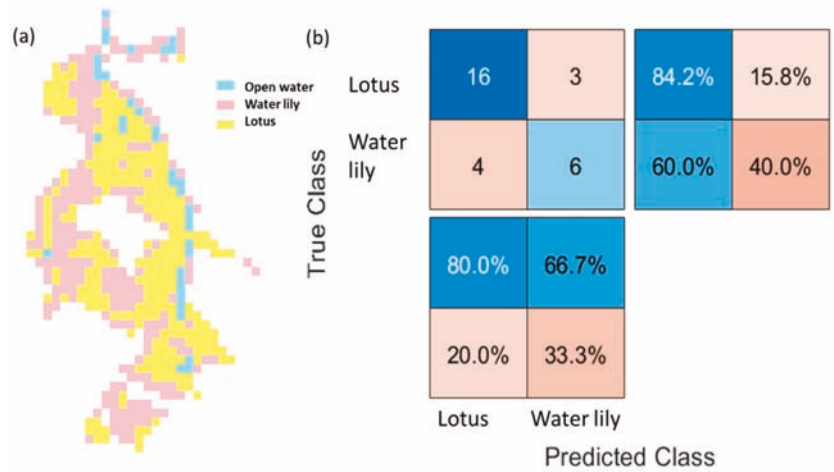 (a)
Open water
Water lily
Lotus
(b)
True Class
Lotus
16 3 84.2% 15.8%
Water
lily
4 6 60.0% 40.0%
80.0% 66.7%
20.0% 33.3%
Lotus Water lily
Predicted Class